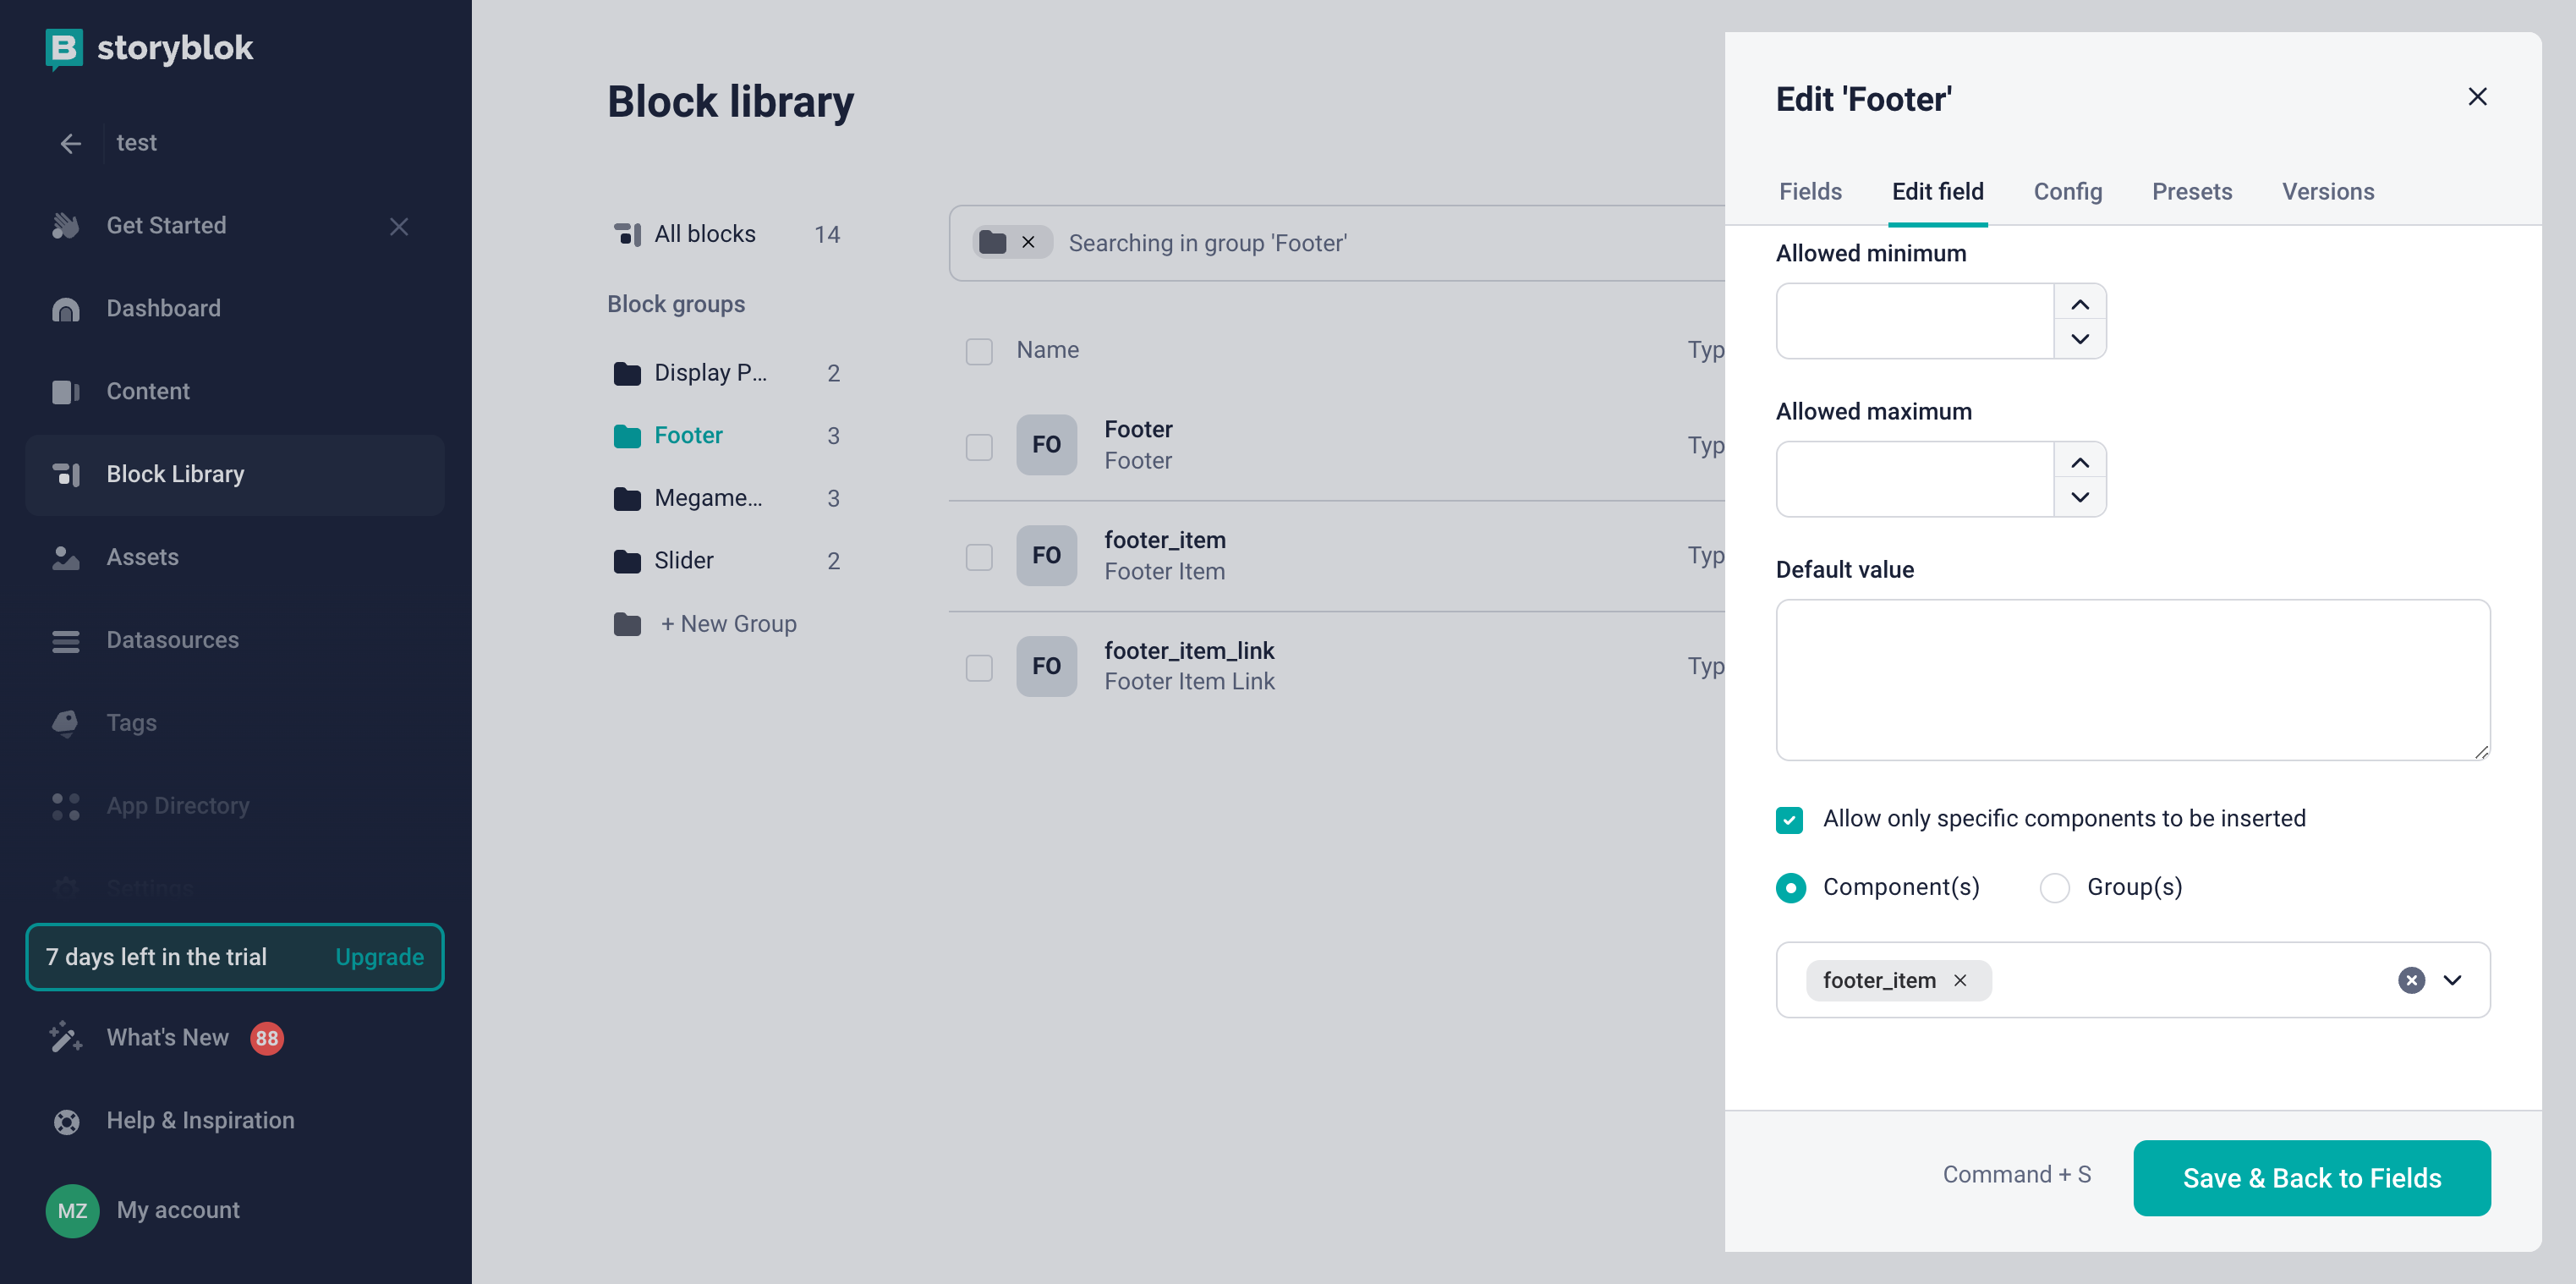 storyblok
test
Get Started
Dashboard
Content
Block Library
Assets
Datasources
Tags
App Directory
Settings
7 days left in the trial Upgrade
What's New 88
Help & Inspiration
MZ My account
Block library
All blocks 14
Block groups
Display P... 2
Footer 3
Megame... 3
Slider 2
+ New Group
Searching in group 'Footer'
Name Typ
FO Footer Typ
Footer
FO footer_item Typ
Footer Item
FO footer_item_link Typ
Footer Item Link
Edit 'Footer'
Fields Edit field Config Presets Versions
Allowed minimum
Allowed maximum
Default value
Allow only specific components to be inserted
Component(s) Group(s)
footer_item
Command + S Save & Back to Fields